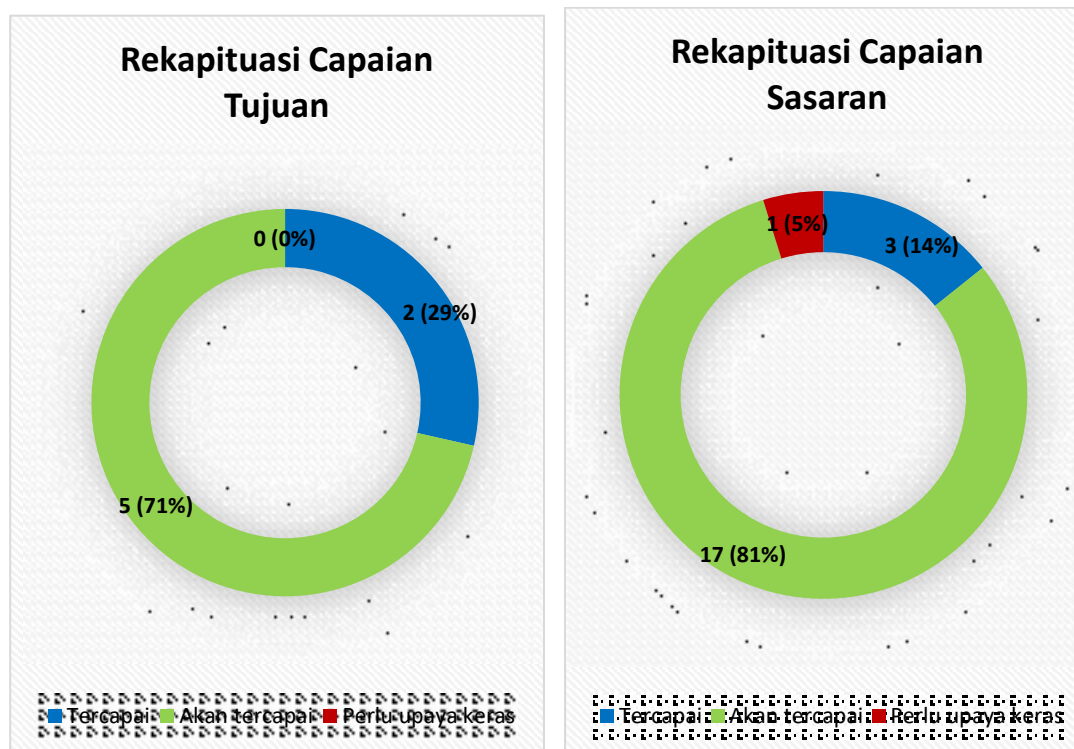 Rekapituasi Capaian
Tujuan
0 (0%)
2 (29%)
5 (71%)
Tercapai Akan tercapai Perlu upaya keras
Rekapituasi Capaian
Sasaran
1 (5%)
3 (14%)
17 (81%)
Tercapai Akan tercapai Perlu upaya keras